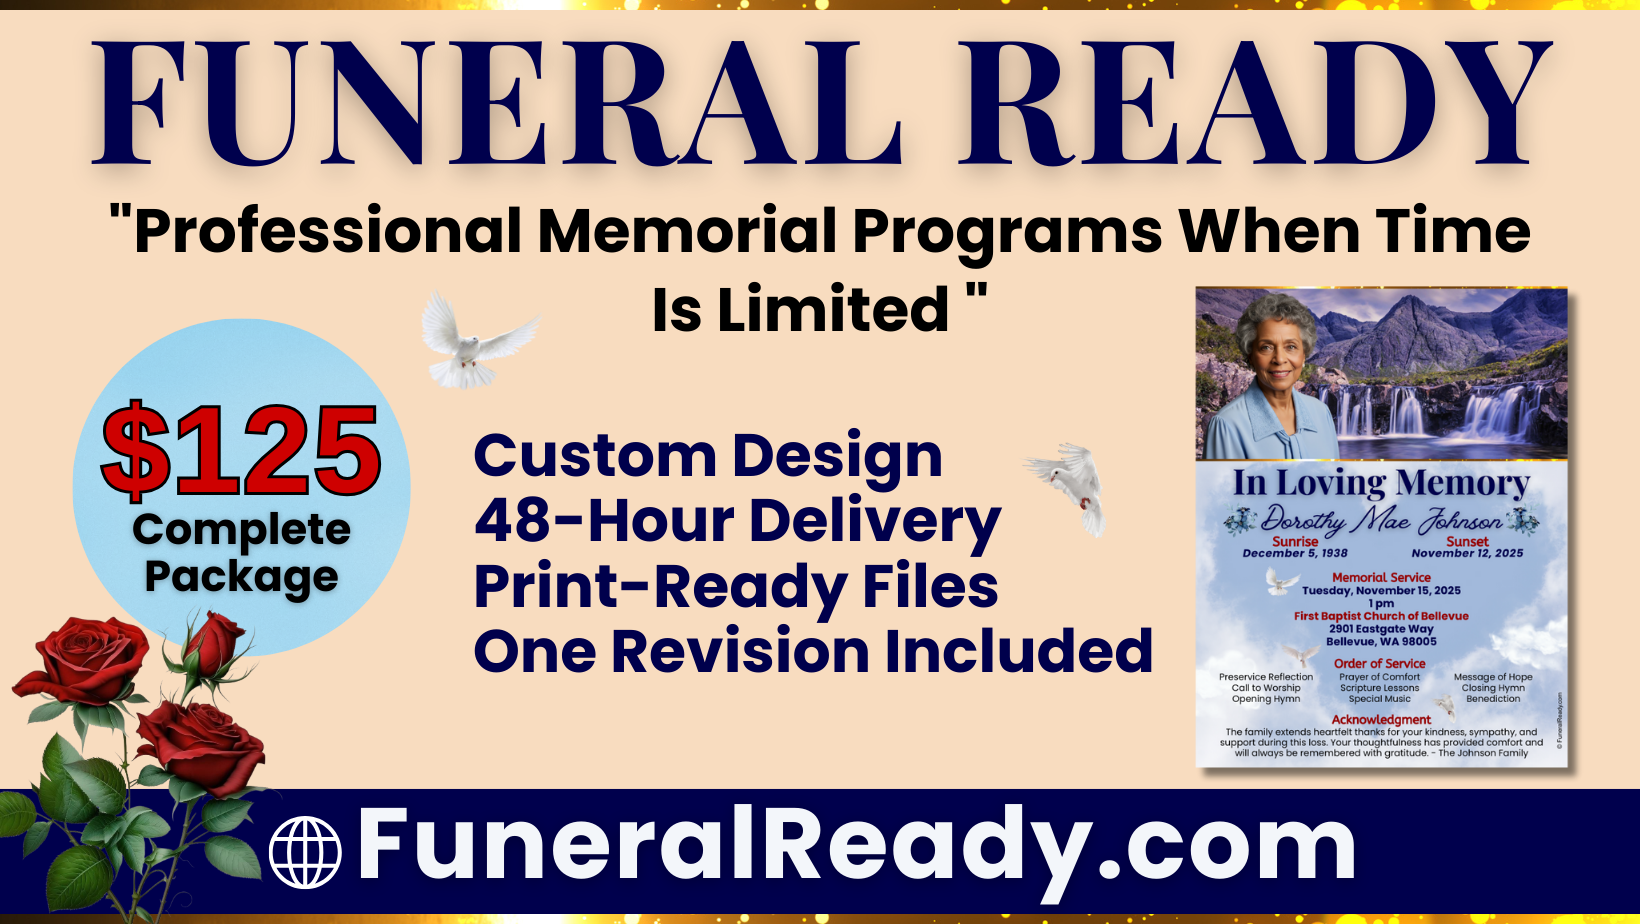 FUNERAL READY
"Professional Memorial Programs When Time
Is Limited "
$125
Complete
Package
Custom Design
48-Hour Delivery
Print-Ready Files
One Revision Included
In Loving Memory
Dorothy Mae Johnson
Sunrise
December 5, 1938
Sunset
November 12, 2025
Memorial Service
Tuesday, November 15, 2025
1 pm
First Baptist Church of Bellevue
2901 Eastgate Way
Bellevue, WA 98005
Order of Service
Preservice Reflection
Call to Worship
Opening Hymn
Prayer of Comfort
Scripture Lessons
Special Music
Message of Hope
Closing Hymn
Benediction
Acknowledgment
The family extends heartfelt thanks for your kindness, sympathy, and
support during this loss. Your thoughtfulness has provided comfort and
will always be remembered with gratitude. - The Johnson Family
© FuneralReady.com
FuneralReady.com